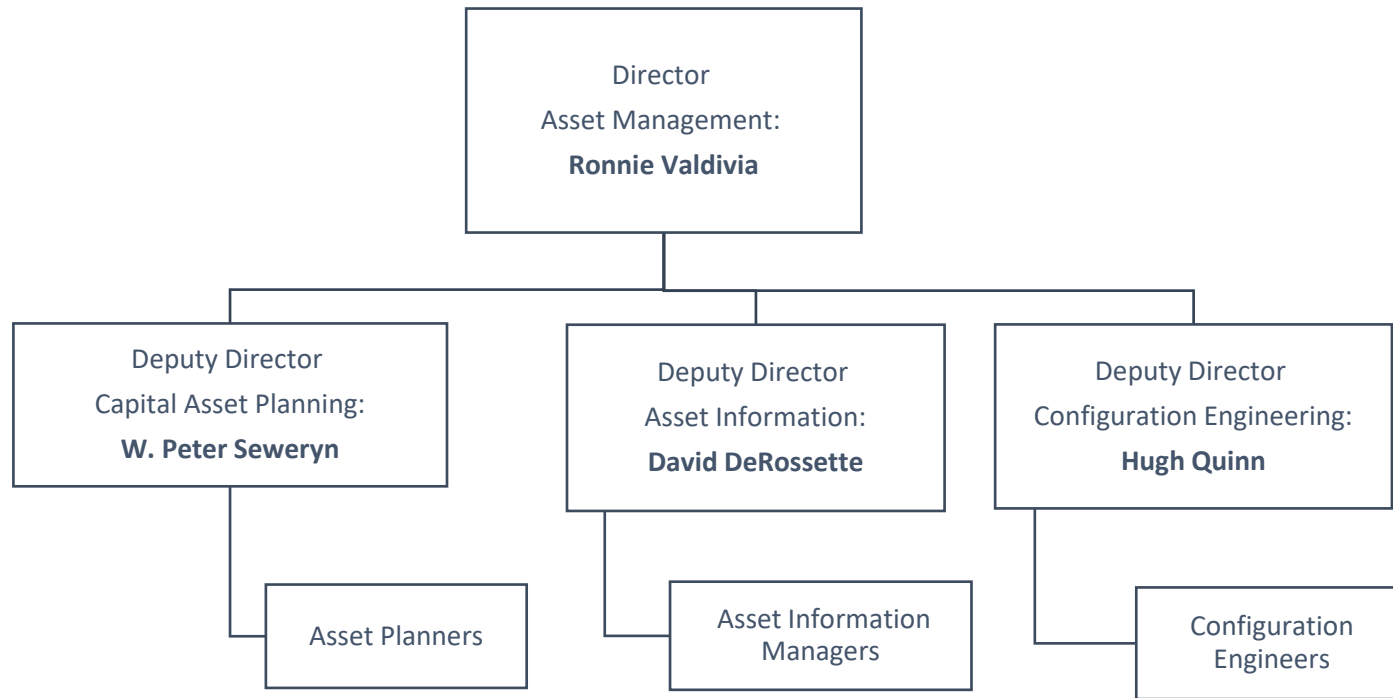 Director
Asset Management:
Ronnie Valdivia
Deputy Director
Capital Asset Planning:
W. Peter Seweryn
Deputy Director
Asset Information:
David DeRossette
Deputy Director
Configuration Engineering:
Hugh Quinn
Asset Planners
Asset Information
Managers
Configuration
Engineers